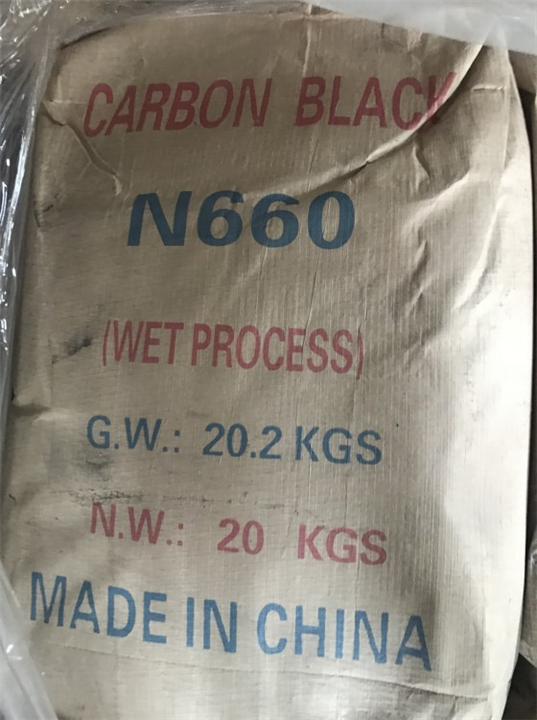 CARBON BLACK
N660
(WET PROCESS)
G.W.: 20.2 KGS
N.W.: 20 KGS
MADE IN CHINA